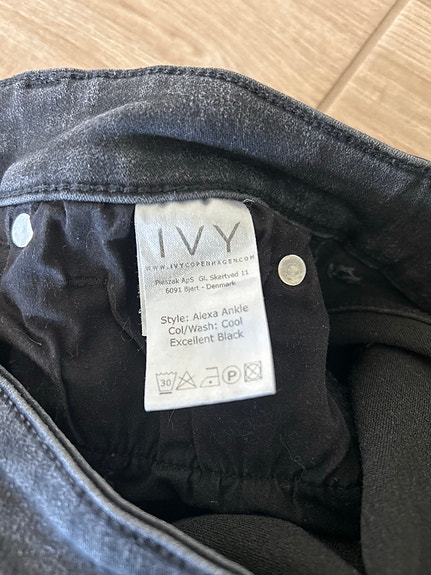 IVY
WWW.IVYCOPENHAGEN.COM
Pieszak ApS Gl. Skartved 11
6091 Bjert - Denmark
Style: Alexa Ankle
Col/Wash: Cool
Excellent Black
30 P